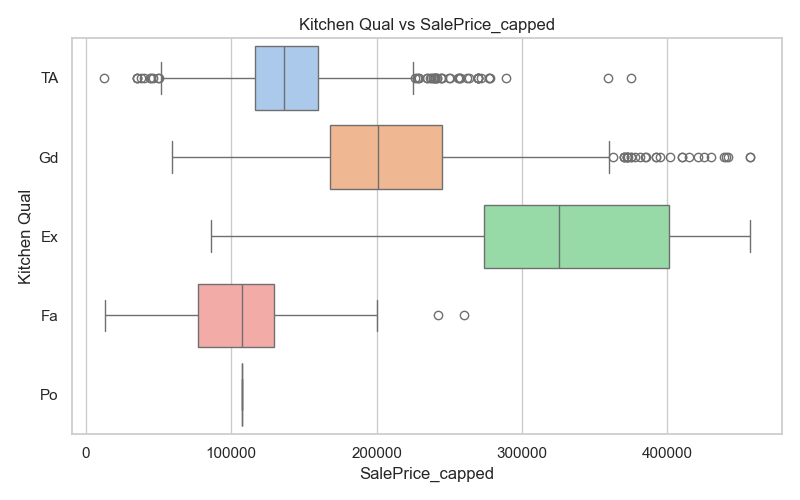 Kitchen Qual vs SalePrice_capped
Kitchen Qual
TA
Gd
Ex
Fa
Po
0 100000 200000 300000 400000
SalePrice_capped